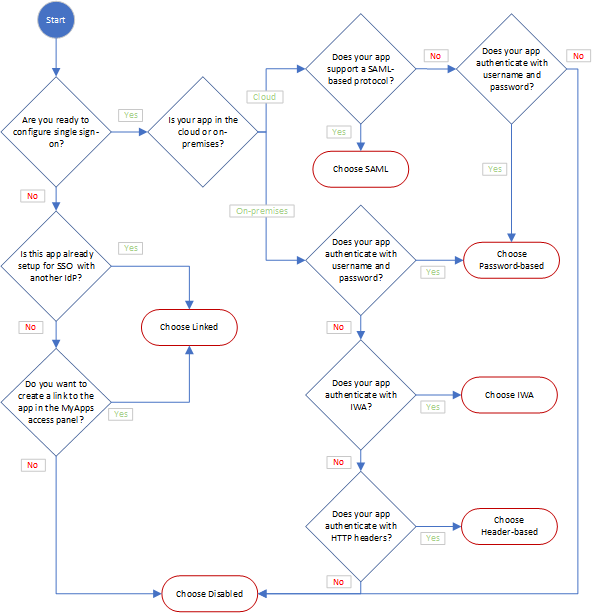 Start
Are you ready to
configure single sign-
on?
Yes
Is your app in the
cloud or on-
premises?
Cloud
Does your app
support a SAML-
based protocol?
No
Does your app
authenticate with
username and
password?
No
Yes
Choose SAML
Yes
No
On-premises
Is this app already
setup for SSO with
another IdP?
Yes
Does your app
authenticate with
username and
password?
Yes
Choose
Password-based
No
Choose Linked
No
Do you want to
create a link to the
app in the MyApps
access panel?
Yes
Does your app
authenticate with
IWA?
Yes
Choose IWA
No
No
Does your app
authenticate with
HTTP headers?
Yes
Choose
Header-based
No
Choose Disabled